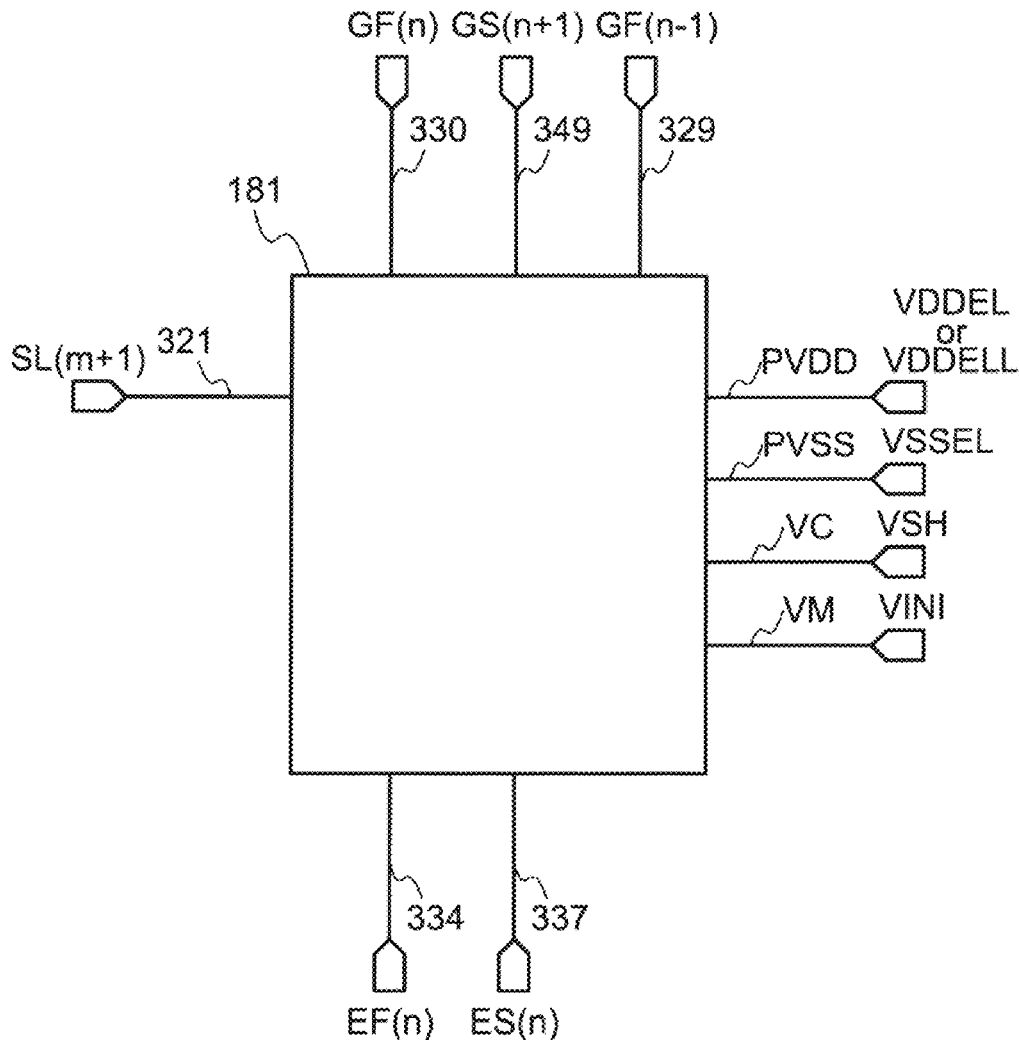 GF(n) GS(n+1) GF(n-1)
330 349 329
181
VDDEL
or
SL(m+1) 321 PVDD VDDELL
PVSS VSSEL
VC VSH
VM VINI
334 337
EF(n) ES(n)